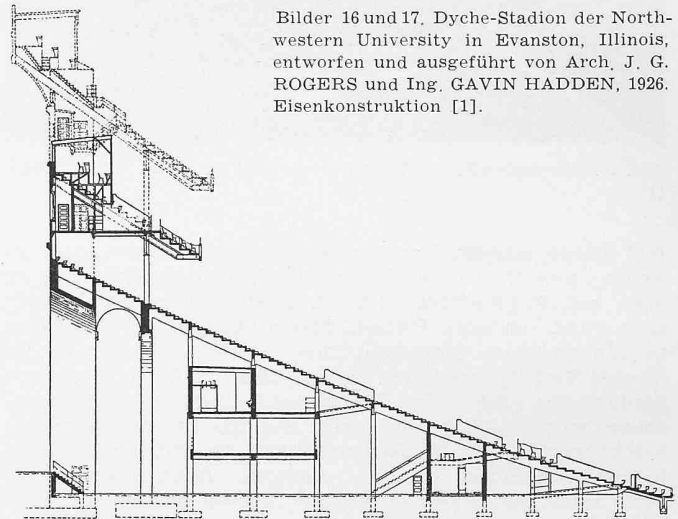 Bilder 16 und 17. Dyche-Stadion der North-
western University in Evanston, Illinois,
entworfen und ausgeführt von Arch. J. G.
ROGERS und Ing. GAVIN HADDEN, 1926.
Eisenkonstruktion [1].